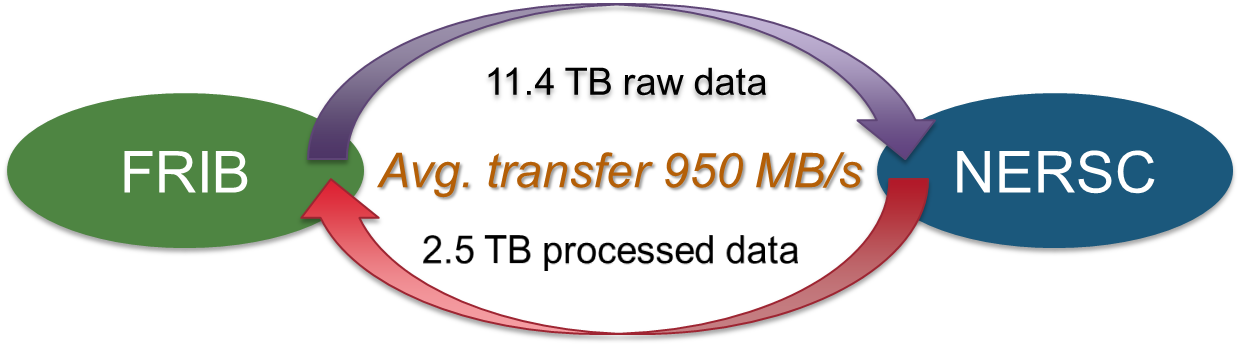 11.4 TB raw data
FRIB
Avg. transfer 950 MB/s
NERSC
2.5 TB processed data